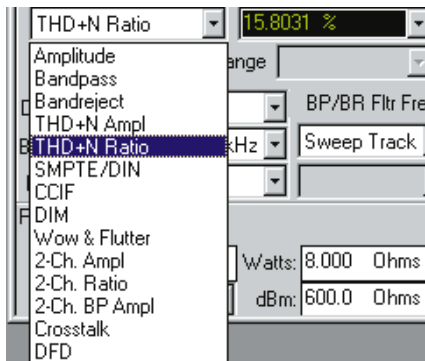 THD+N Ratio 15.8031 %
Amplitude ange
Bandpass
Bandreject BP/BR Fltr Fre
THD+N Ampl
THD+N Ratio kHz Sweep Track
SMPTE/DIN
CCIF
DIM
Wow & Flutter
2-Ch. Ampl Watts: 8.000 Ohms
2-Ch. Ratio
2-Ch. BP Ampl dBm: 600.0 Ohms
Crosstalk
DFD